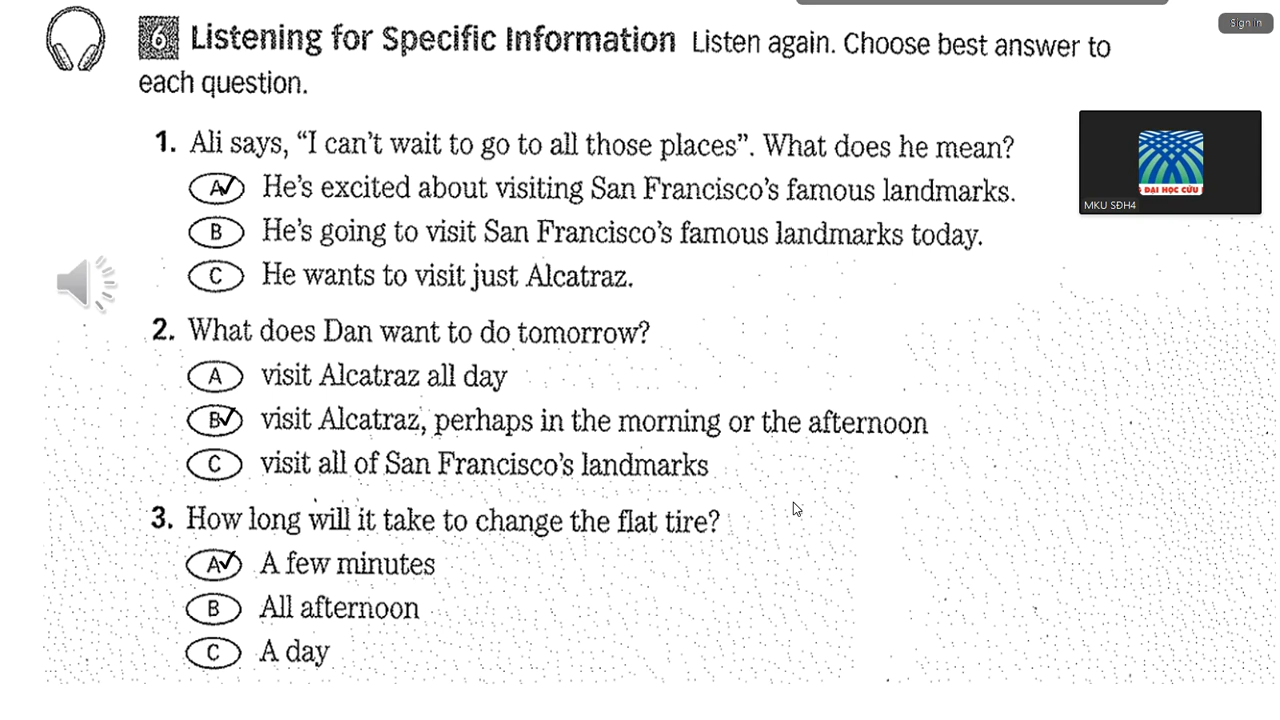 Sign in
6 Listening for Specific Information Listen again. Choose best answer to
each question.
1. Ali says, “I can’t wait to go to all those places”. What does he mean?
A He’s excited about visiting San Francisco’s famous landmarks.
B He’s going to visit San Francisco’s famous landmarks today.
C He wants to visit just Alcatraz.
ĐẠI HỌC CỬU
MKU SĐH4
2. What does Dan want to do tomorrow?
A visit Alcatraz all day
B visit Alcatraz, perhaps in the morning or the afternoon
C visit all of San Francisco’s landmarks
3. How long will it take to change the flat tire?
A A few minutes
B All afternoon
C A day